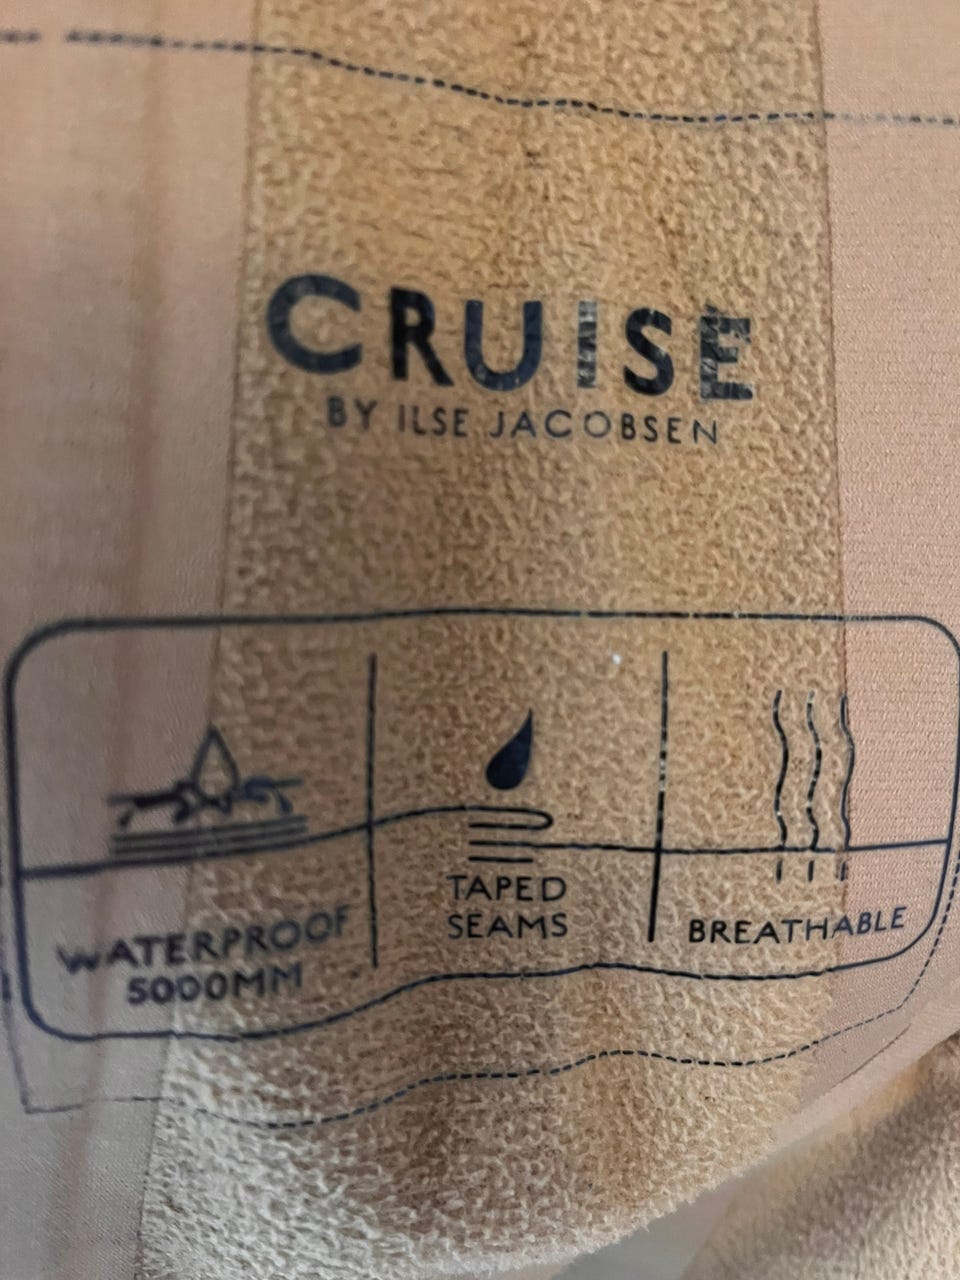 CRUISE
BY ILSE JACOBSEN
WATERPROOF
5000MM
TAPED
SEAMS
BREATHABLE